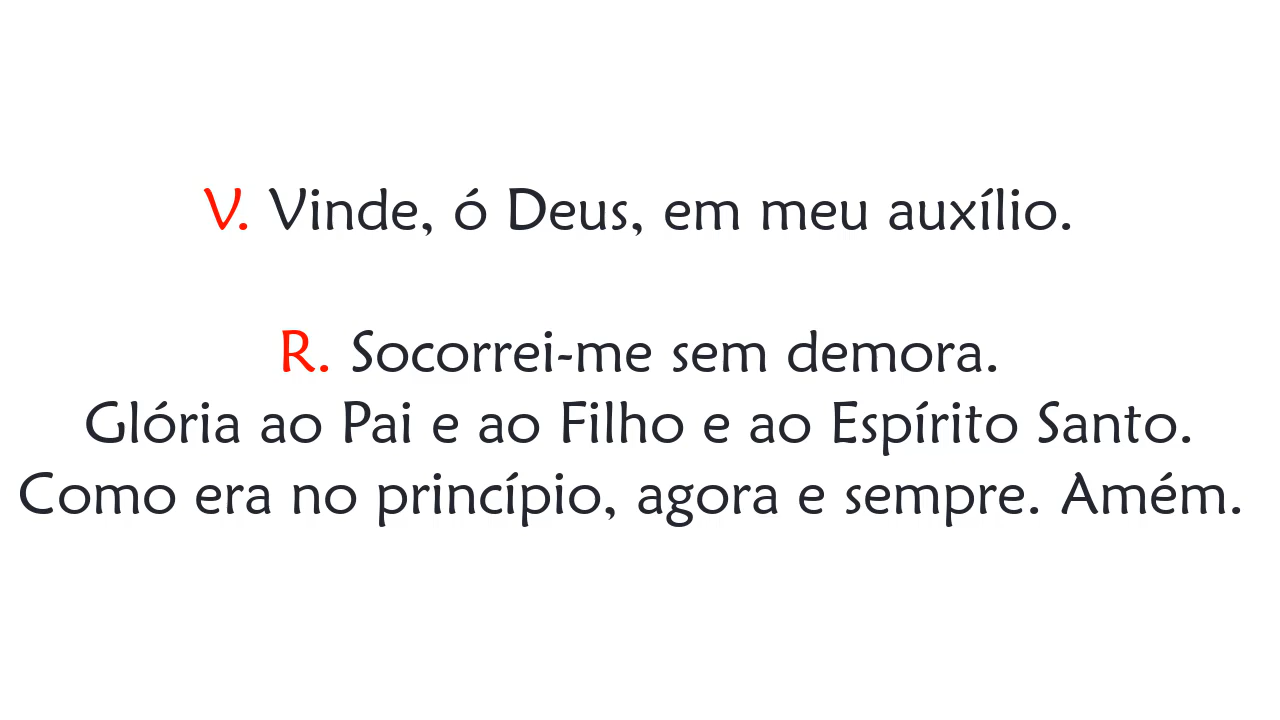 V. Vinde, ó Deus, em meu auxílio.
R. Socorrei-me sem demora.
Glória ao Pai e ao Filho e ao Espírito Santo.
Como era no princípio, agora e sempre. Amém.